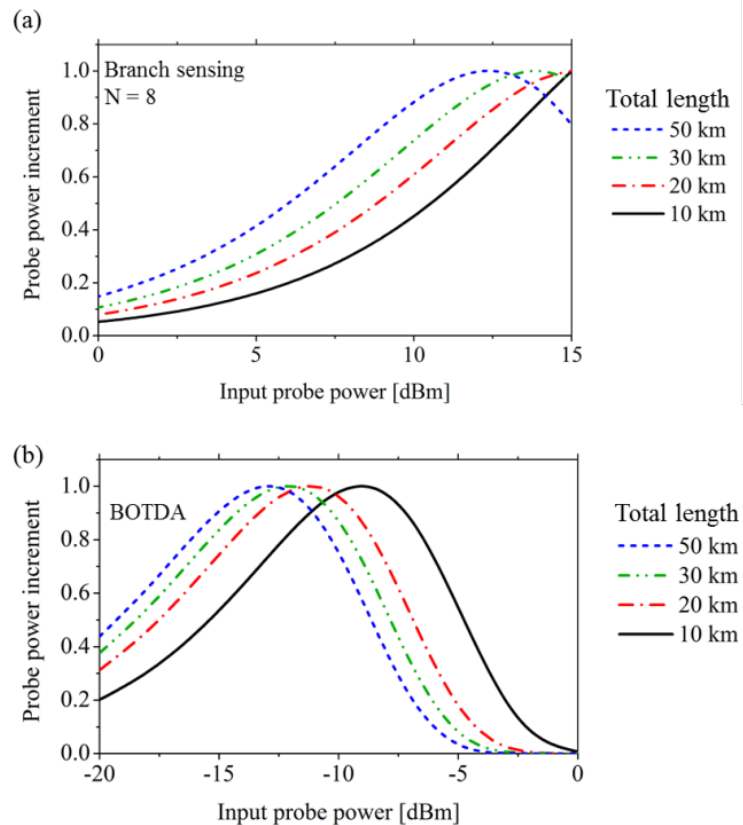 (a)
Branch sensing
N = 8
Probe power increment
1.0
0.8
0.6
0.4
0.2
0.0
0
5
10
15
Input probe power [dBm]
Total length
50 km
30 km
20 km
10 km
(b)
BOTDA
Probe power increment
1.0
0.8
0.6
0.4
0.2
0.0
-20
-15
-10
-5
0
Input probe power [dBm]
Total length
50 km
30 km
20 km
10 km